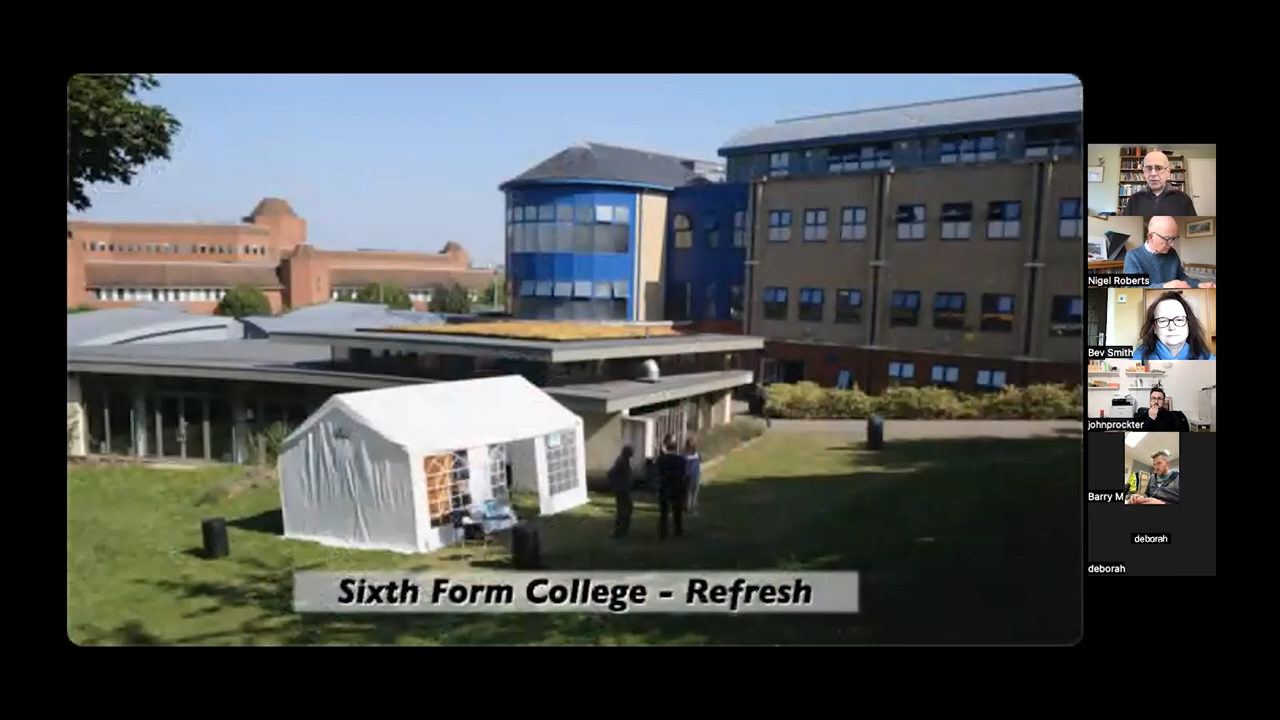 Sixth Form College - Refresh
Nigel Roberts
Bev Smith
johnprockter
Barry M
deborah
deborah